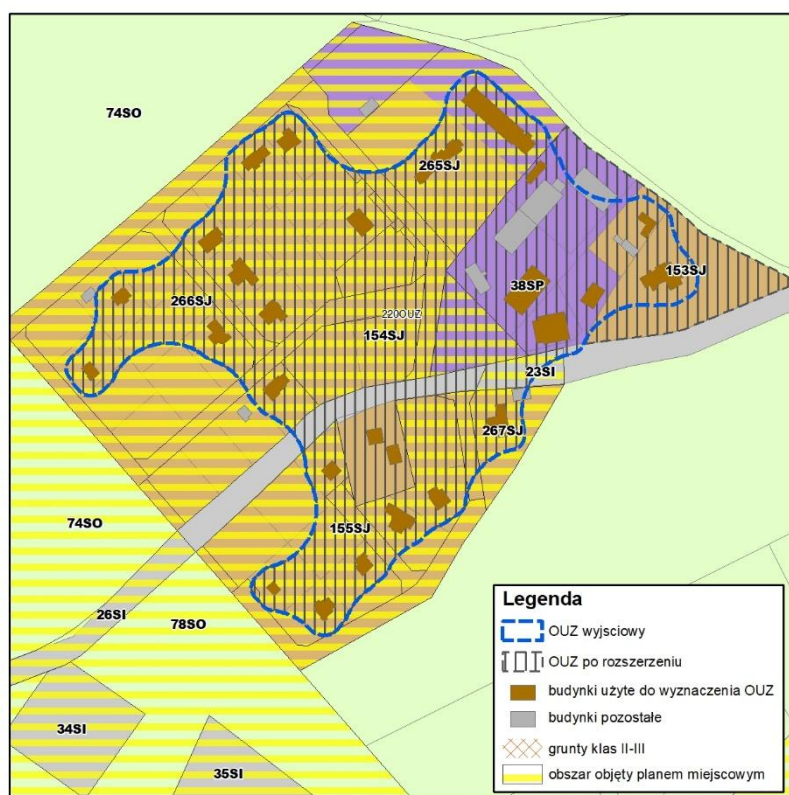 74SO
265SJ
38SP
153SJ
266SJ
220OUZ
154SJ
23SI
267SJ
74SO
155SJ
26SI
78SO
34SI
35SI
Legenda
OUZ wyjsciowy
OUZ po rozszerzeniu
budynki użyte do wyznaczenia OUZ
budynki pozostałe
grunty klas II-III
obszar objęty planem miejscowym